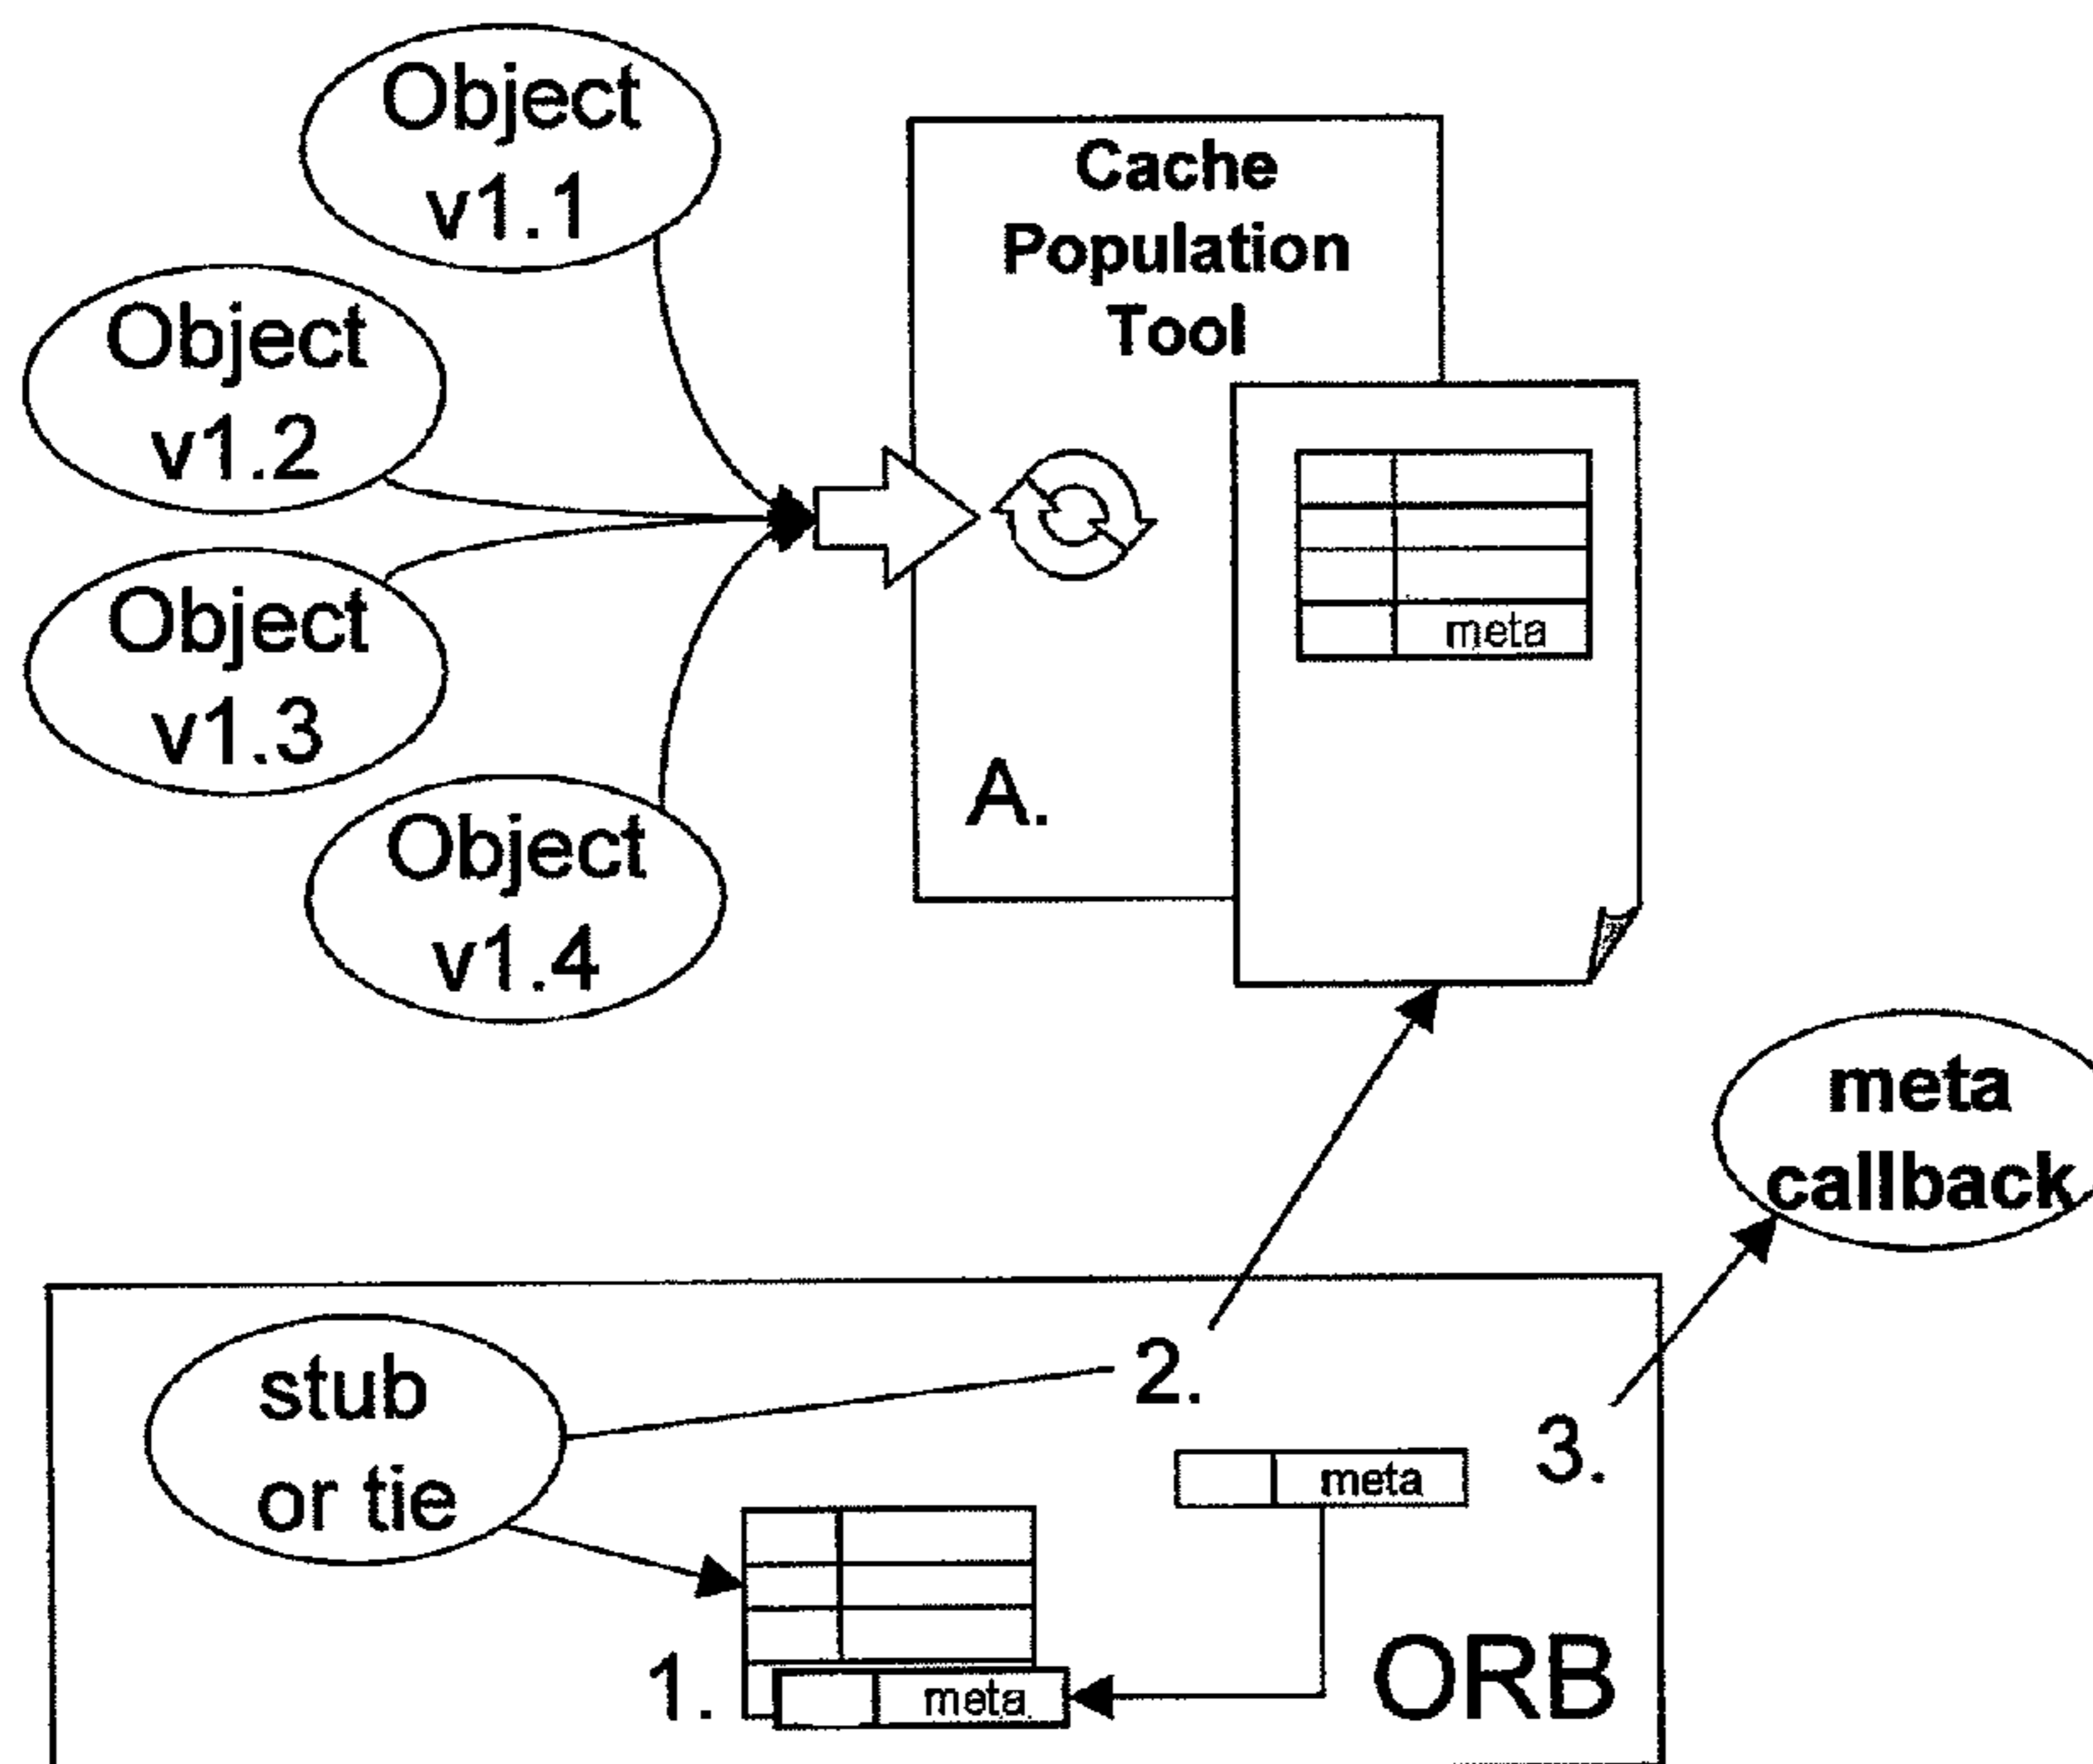 Object
v1.1
Object
v1.2
Object
v1.3
Object
v1.4
Cache
Population
Tool
meta
A.
meta
callback
stub
or tie
2.
3.
meta
1.
meta
ORB